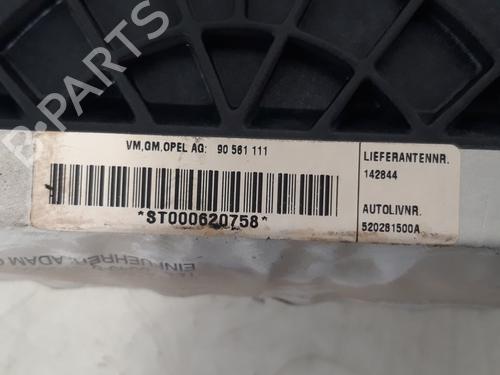 B-PARTS
VM,GM,OPEL AG: 90 561 111
*ST000620758*
LIEFERANTENNR.
142844
AUTOLIVNR.
520281500A